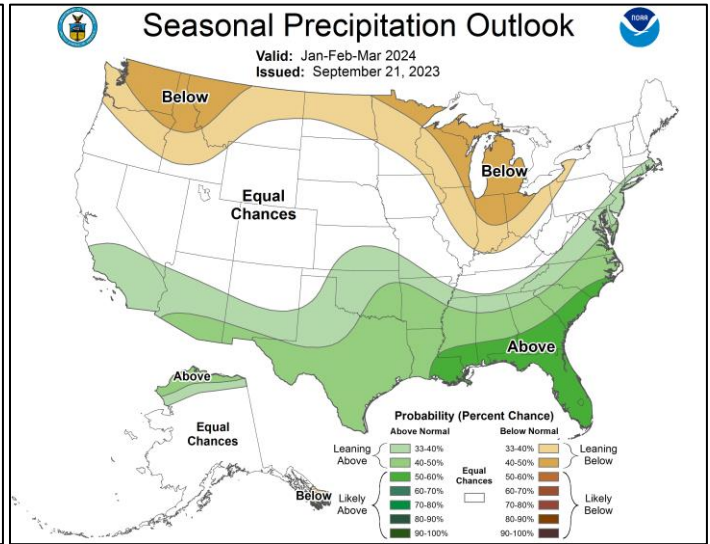 Seasonal Precipitation Outlook
Valid: Jan-Feb-Mar 2024
Issued: September 21, 2023
NOAA
Below
Below
Equal
Chances
Above
Above
Equal
Chances
Below
Probability (Percent Chance)
Above Normal
Below Normal
Leaning
Above
33-40%
40-50%
Likely
Above
50-60%
60-70%
70-80%
80-90%
90-100%
Equal
Chances
33-40%
40-50%
Leaning
Below
50-60%
60-70%
70-80%
80-90%
90-100%
Likely
Below